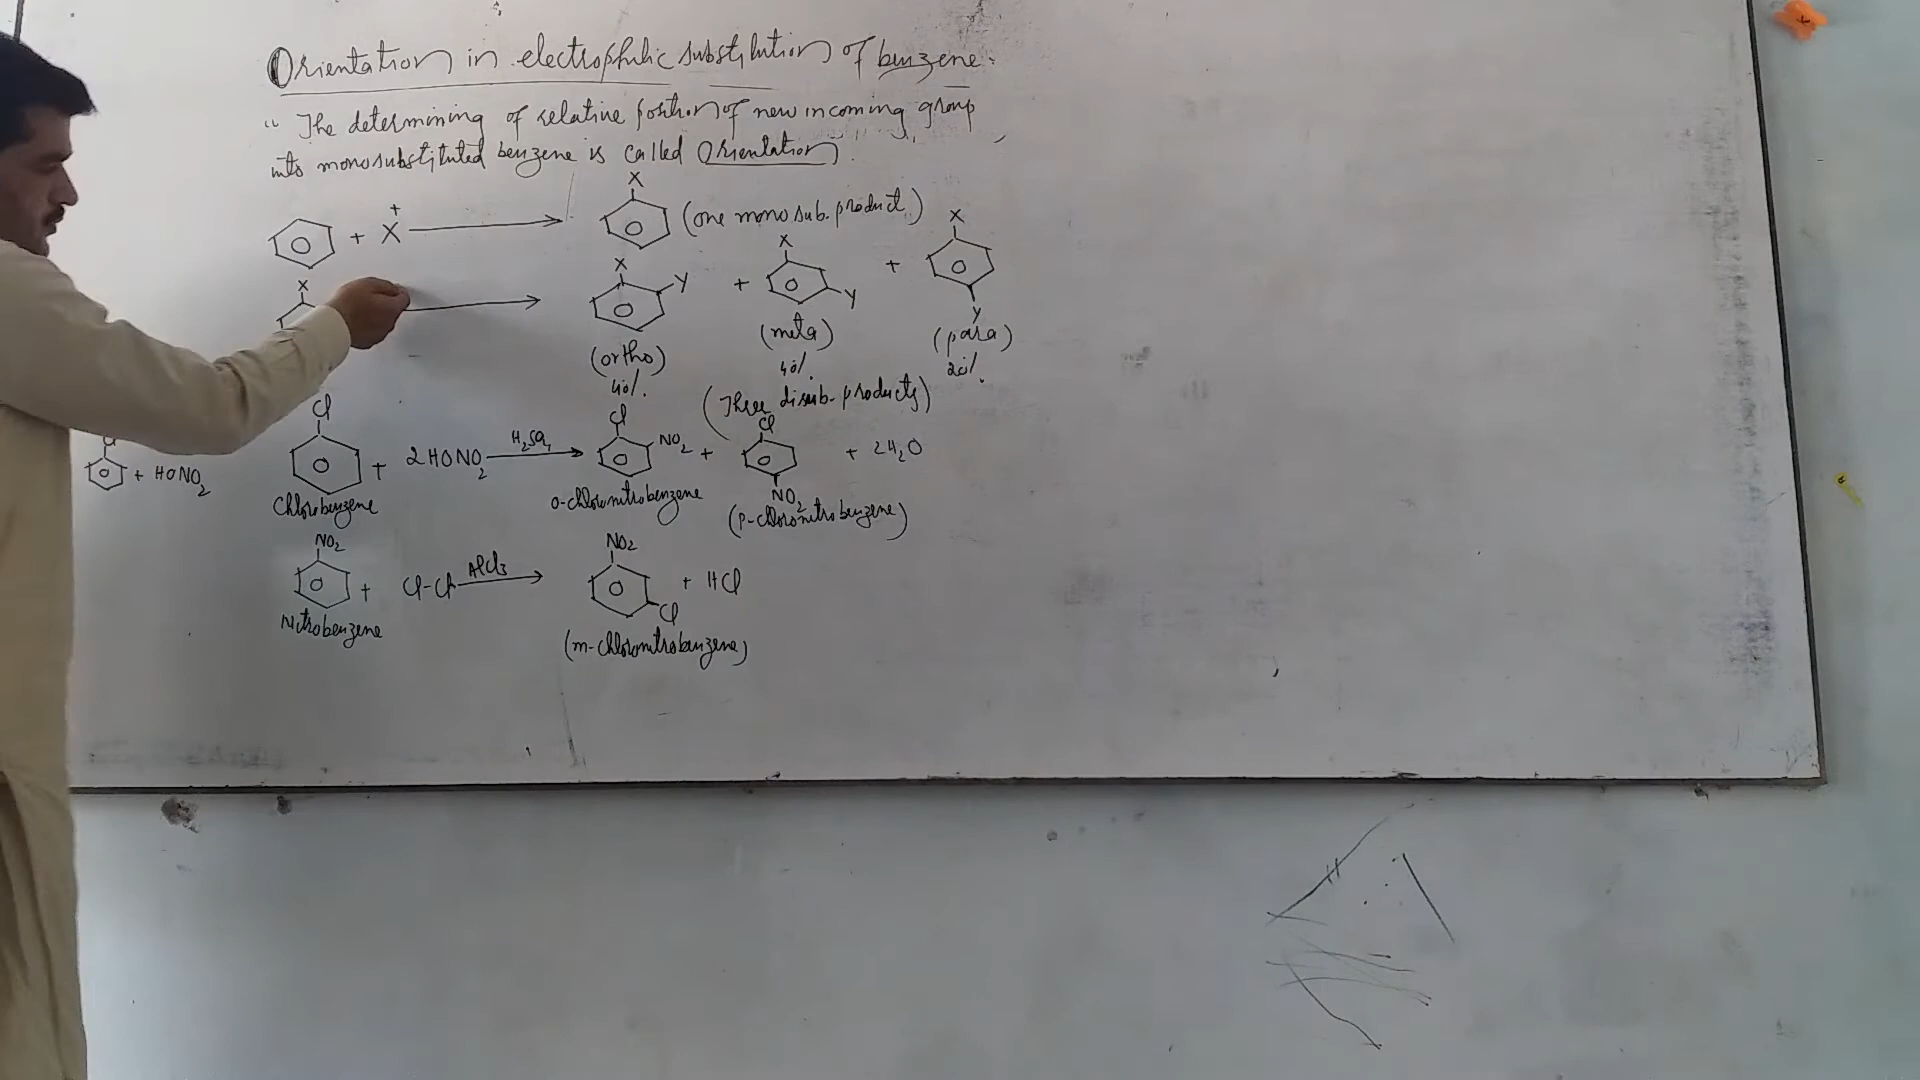 Orientation in electrophilic substitution of benzene:
" The determining of relative position of new incoming group
into monosubstituted benzene is called Orientation.
+ X+ X (one mono sub. product)
X X Y + X Y + X Y
(ortho) (meta) (para)
40%. 40%. 20%.
(Three disub. products)
+ HONO2
Cl + 2HONO2 H2SO4 Cl NO2 + Cl NO2 + 2H2O
Chlorobenzene o-chloronitrobenzene (p-chloronitrobenzene)
NO2 + Cl-Cl AlCl3 NO2 Cl + HCl
Nitrobenzene (m-chloronitrobenzene)